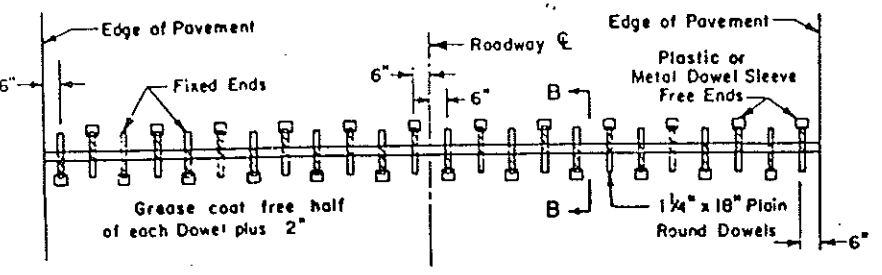 Edge of Pavement
Edge of Pavement
Roadway ℄
Plastic or
Metal Dowel Sleeve
Free Ends
6"
Fixed Ends
6"
6"
B
B
Grease coat free half
of each Dowel plus 2"
1¼" x 18" Plain
Round Dowels
6"